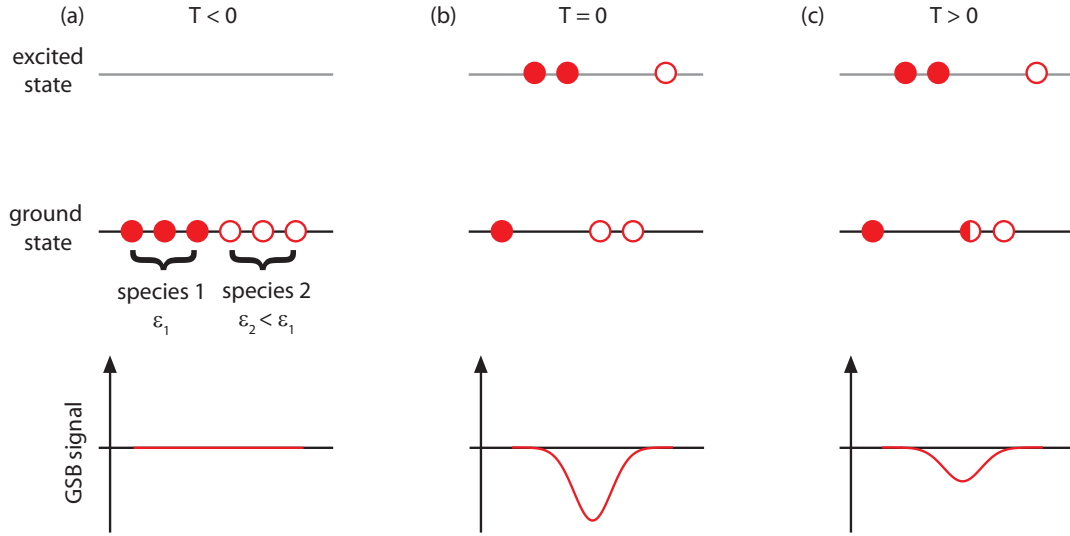 (a) T < 0
(b) T = 0
(c) T > 0
excited
state
ground
state
species 1
ε1
species 2
ε2 < ε1
GSB signal